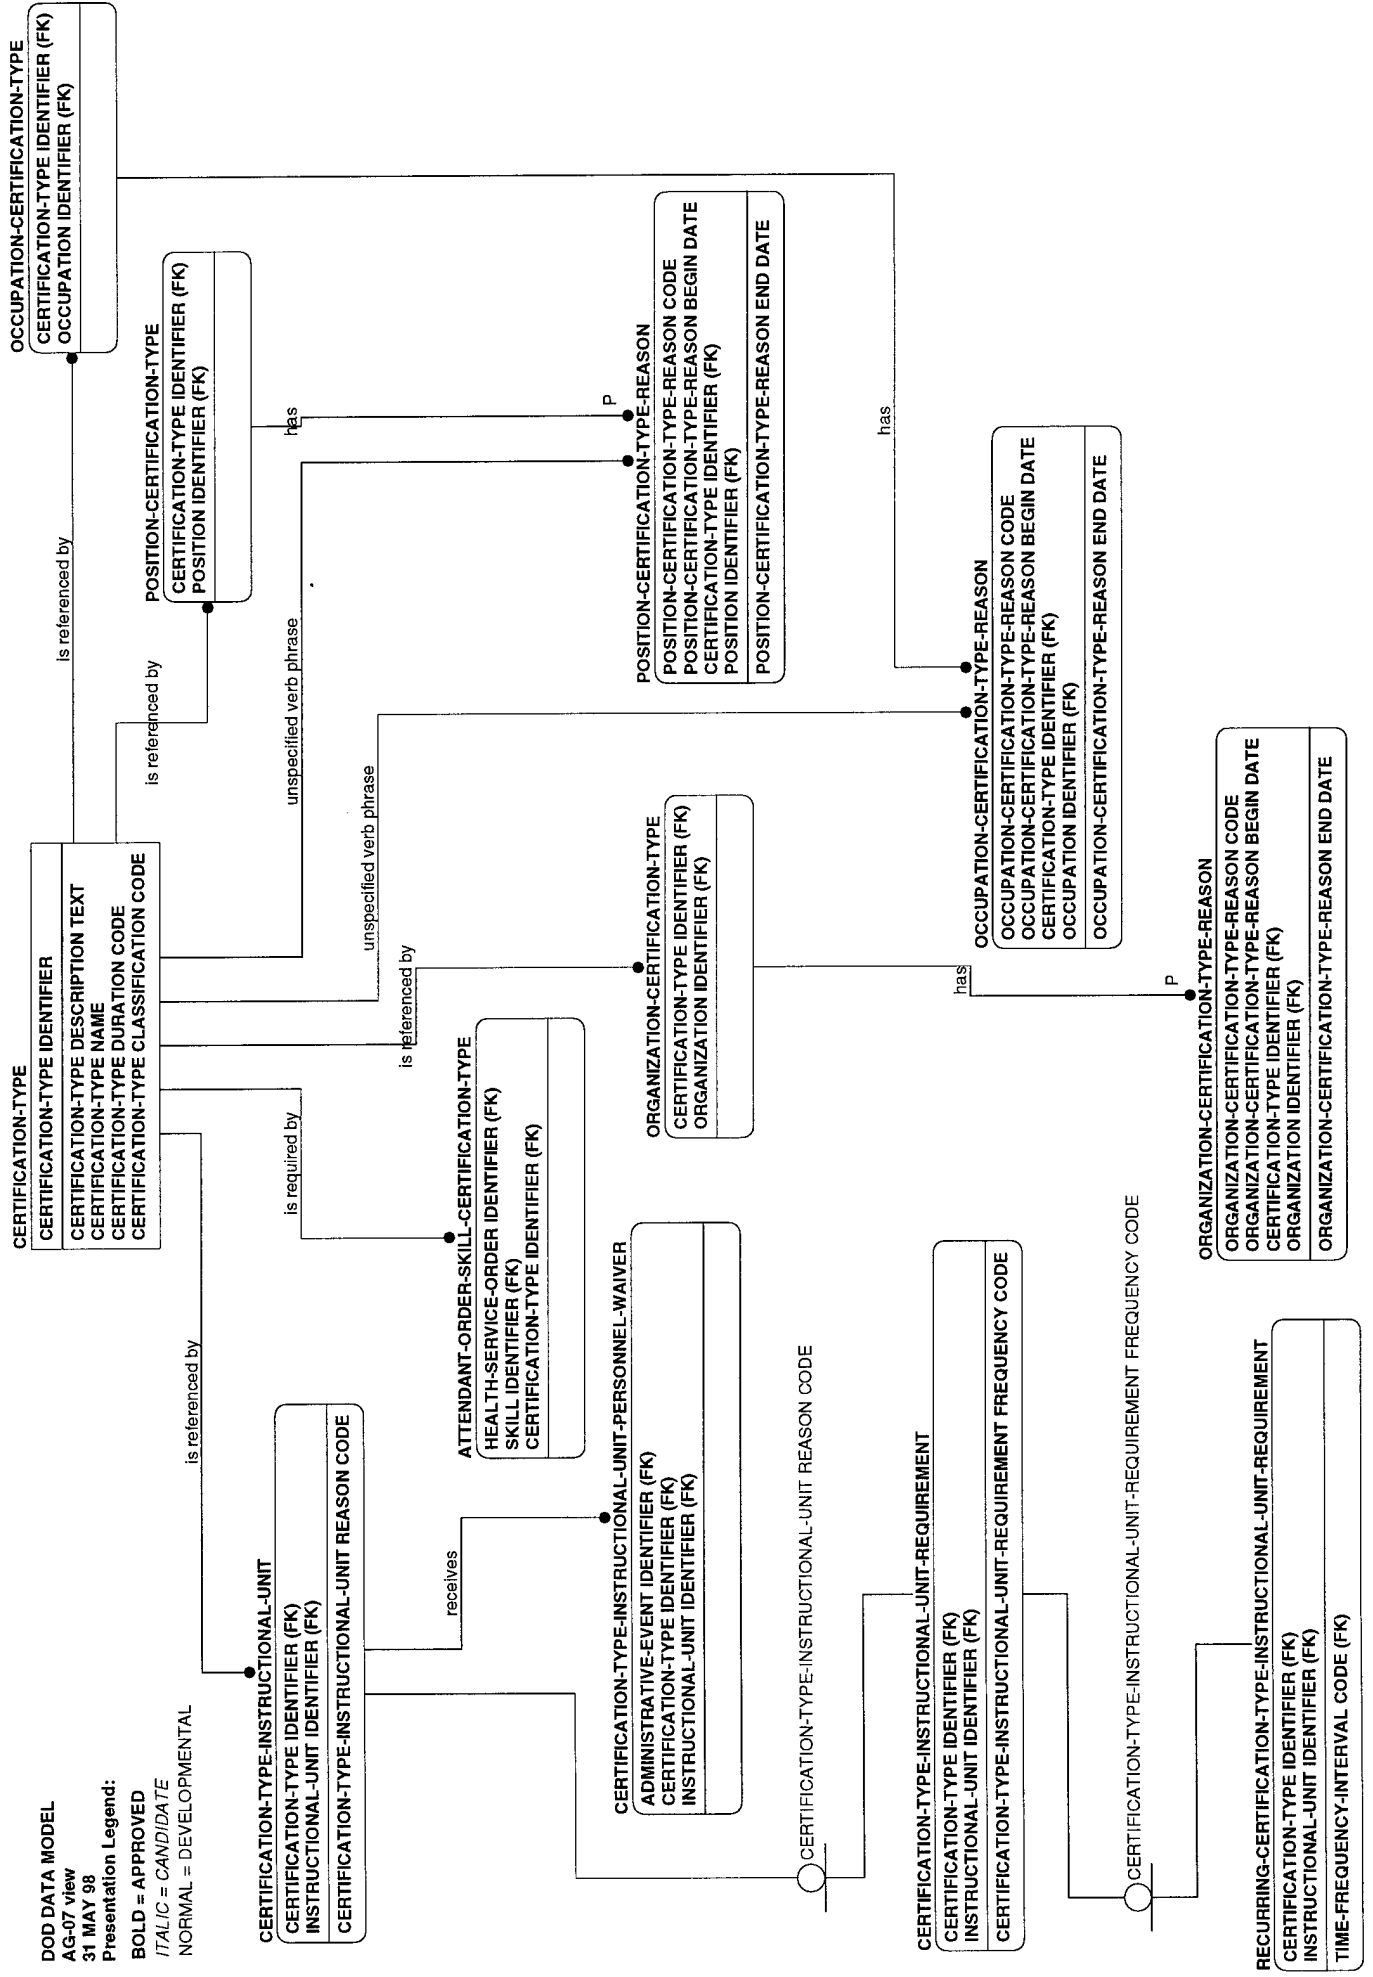 DOD DATA MODEL
AG-07 view
31 MAY 98
Presentation Legend:
BOLD = APPROVED
ITALIC = CANDIDATE
NORMAL = DEVELOPMENTAL
CERTIFICATION-TYPE
CERTIFICATION-TYPE IDENTIFIER
CERTIFICATION-TYPE DESCRIPTION TEXT
CERTIFICATION-TYPE NAME
CERTIFICATION-TYPE DURATION CODE
CERTIFICATION-TYPE CLASSIFICATION CODE
is referenced by
OCCUPATION-CERTIFICATION-TYPE
CERTIFICATION-TYPE IDENTIFIER (FK)
OCCUPATION IDENTIFIER (FK)
is referenced by
POSITION-CERTIFICATION-TYPE
CERTIFICATION-TYPE IDENTIFIER (FK)
POSITION IDENTIFIER (FK)
is referenced by
is required by
unspecified verb phrase
has
CERTIFICATION-TYPE-INSTRUCTIONAL-UNIT
CERTIFICATION-TYPE IDENTIFIER (FK)
INSTRUCTIONAL-UNIT IDENTIFIER (FK)
CERTIFICATION-TYPE-INSTRUCTIONAL-UNIT REASON CODE
unspecified verb phrase
is referenced by
receives
ATTENDANT-ORDER-SKILL-CERTIFICATION-TYPE
HEALTH-SERVICE-ORDER IDENTIFIER (FK)
SKILL IDENTIFIER (FK)
CERTIFICATION-TYPE IDENTIFIER (FK)
P
CERTIFICATION-TYPE-INSTRUCTIONAL-UNIT-PERSONNEL-WAIVER
ADMINISTRATIVE-EVENT IDENTIFIER (FK)
CERTIFICATION-TYPE IDENTIFIER (FK)
INSTRUCTIONAL-UNIT IDENTIFIER (FK)
ORGANIZATION-CERTIFICATION-TYPE
CERTIFICATION-TYPE IDENTIFIER (FK)
ORGANIZATION IDENTIFIER (FK)
POSITION-CERTIFICATION-TYPE-REASON
POSITION-CERTIFICATION-TYPE-REASON CODE
POSITION-CERTIFICATION-TYPE-REASON BEGIN DATE
CERTIFICATION-TYPE IDENTIFIER (FK)
POSITION IDENTIFIER (FK)
POSITION-CERTIFICATION-TYPE-REASON END DATE
CERTIFICATION-TYPE-INSTRUCTIONAL-UNIT REASON CODE
has
CERTIFICATION-TYPE-INSTRUCTIONAL-UNIT-REQUIREMENT
CERTIFICATION-TYPE IDENTIFIER (FK)
INSTRUCTIONAL-UNIT IDENTIFIER (FK)
CERTIFICATION-TYPE-INSTRUCTIONAL-UNIT-REQUIREMENT FREQUENCY CODE
has
OCCUPATION-CERTIFICATION-TYPE-REASON
OCCUPATION-CERTIFICATION-TYPE-REASON CODE
OCCUPATION-CERTIFICATION-TYPE-REASON BEGIN DATE
CERTIFICATION-TYPE IDENTIFIER (FK)
OCCUPATION IDENTIFIER (FK)
OCCUPATION-CERTIFICATION-TYPE-REASON END DATE
CERTIFICATION-TYPE-INSTRUCTIONAL-UNIT-REQUIREMENT FREQUENCY CODE
P
ORGANIZATION-CERTIFICATION-TYPE-REASON
ORGANIZATION-CERTIFICATION-TYPE-REASON CODE
ORGANIZATION-CERTIFICATION-TYPE-REASON BEGIN DATE
CERTIFICATION-TYPE IDENTIFIER (FK)
ORGANIZATION IDENTIFIER (FK)
ORGANIZATION-CERTIFICATION-TYPE-REASON END DATE
RECURRING-CERTIFICATION-TYPE-INSTRUCTIONAL-UNIT-REQUIREMENT
CERTIFICATION-TYPE IDENTIFIER (FK)
INSTRUCTIONAL-UNIT IDENTIFIER (FK)
TIME-FREQUENCY-INTERVAL CODE (FK)